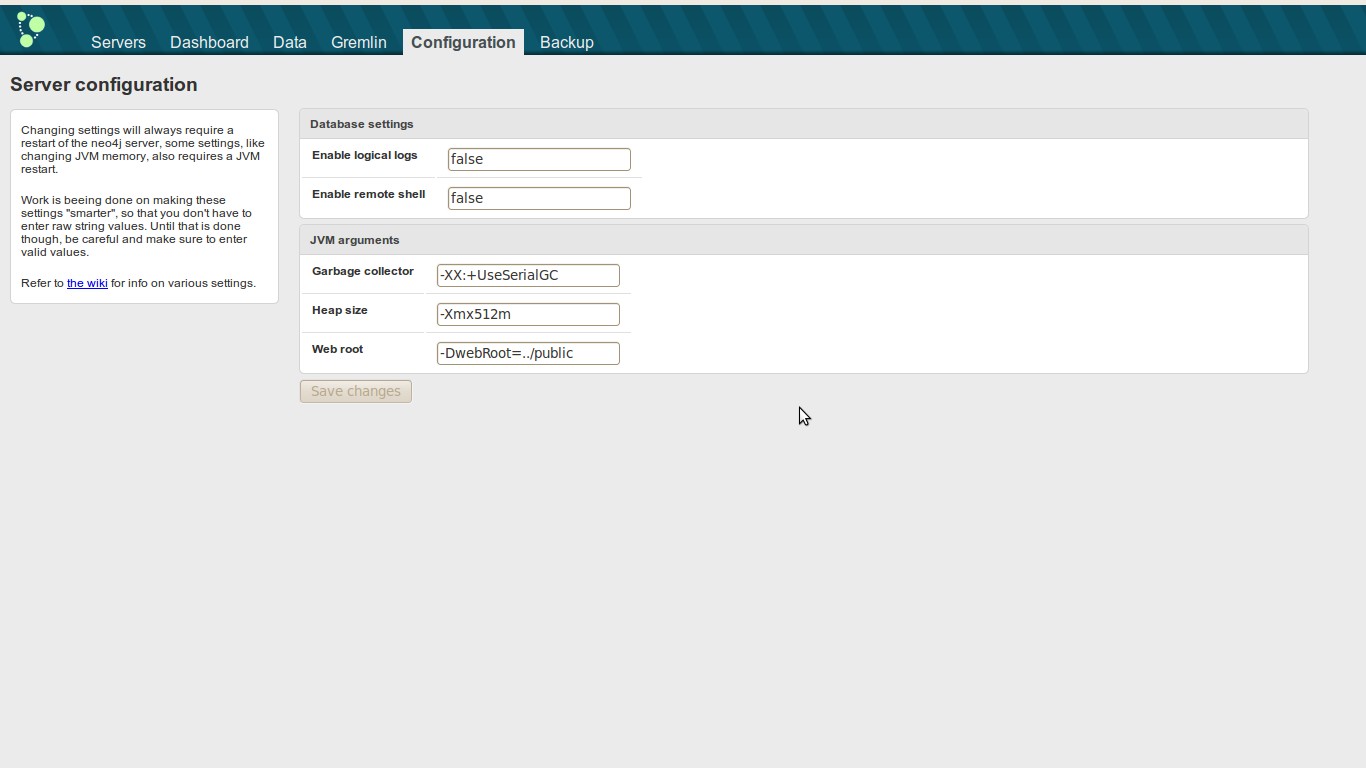 Servers Dashboard Data Gremlin Configuration Backup
Server configuration
Changing settings will always require a
restart of the neo4j server, some settings, like
changing JVM memory, also requires a JVM
restart.
Work is beeing done on making these
settings "smarter", so that you don't have to
enter raw string values. Until that is done
though, be careful and make sure to enter
valid values.
Refer to the wiki for info on various settings.
Database settings
Enable logical logs false
Enable remote shell false
JVM arguments
Garbage collector -XX:+UseSerialGC
Heap size -Xmx512m
Web root -DwebRoot=../public
Save changes